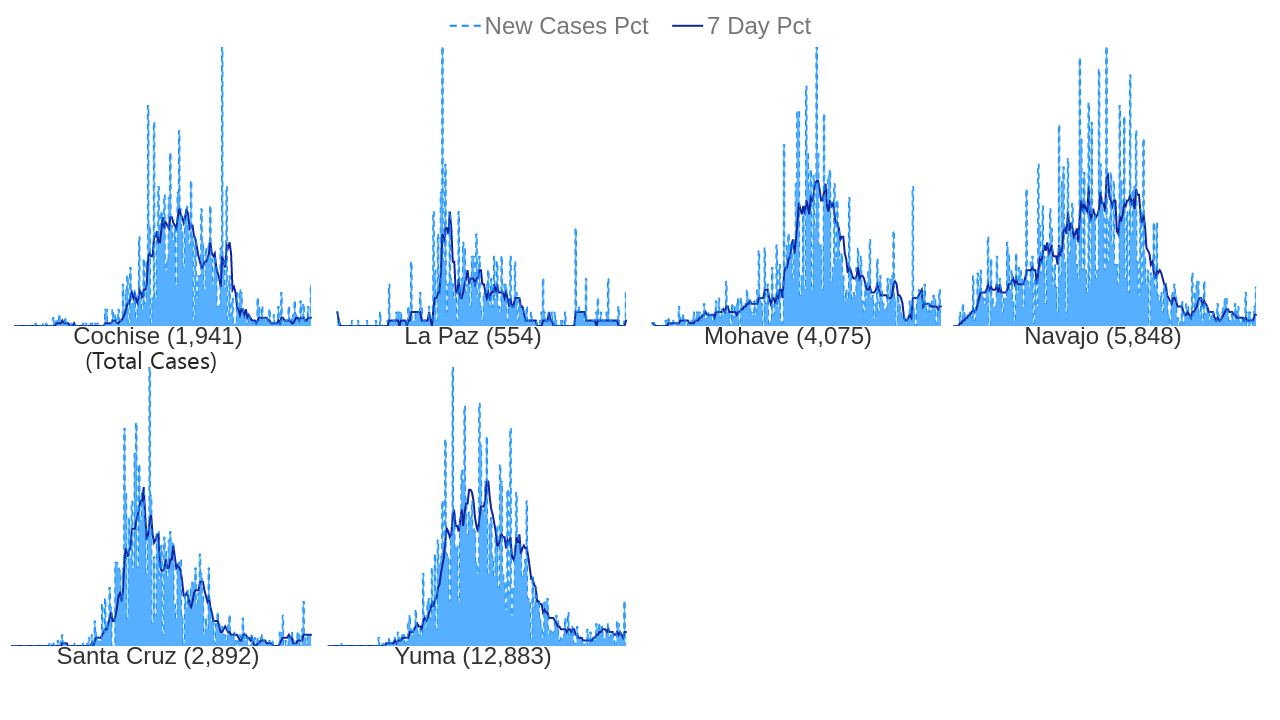 New Cases Pct 7 Day Pct
Cochise (1,941) La Paz (554) Mohave (4,075) Navajo (5,848)
(Total Cases)
Santa Cruz (2,892) Yuma (12,883)